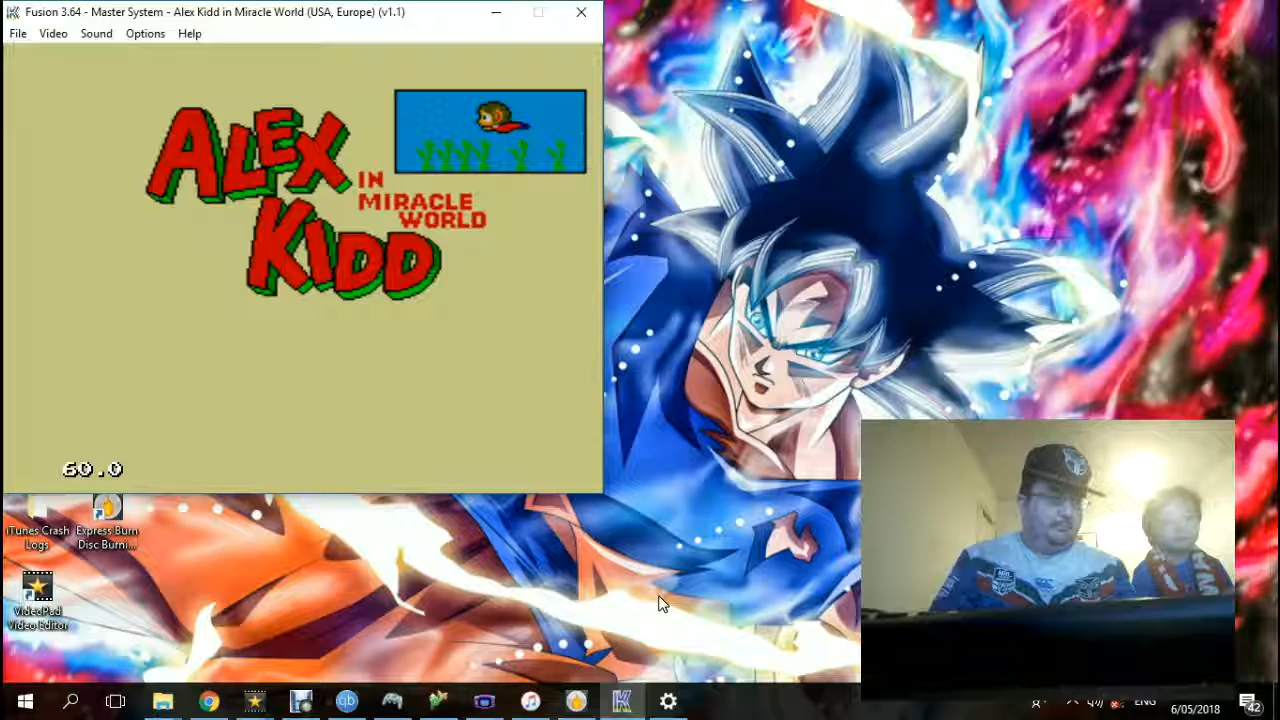 Fusion 3.64 - Master System - Alex Kidd in Miracle World (USA, Europe) (v1.1)
File Video Sound Options Help
ALEX
KIDD
IN
MIRACLE
WORLD
60.0
iTunes Crash
Logs
Express Burn
Disc Burni...
VideoPad
Video Editor
qb
ENG
6/05/2018
42